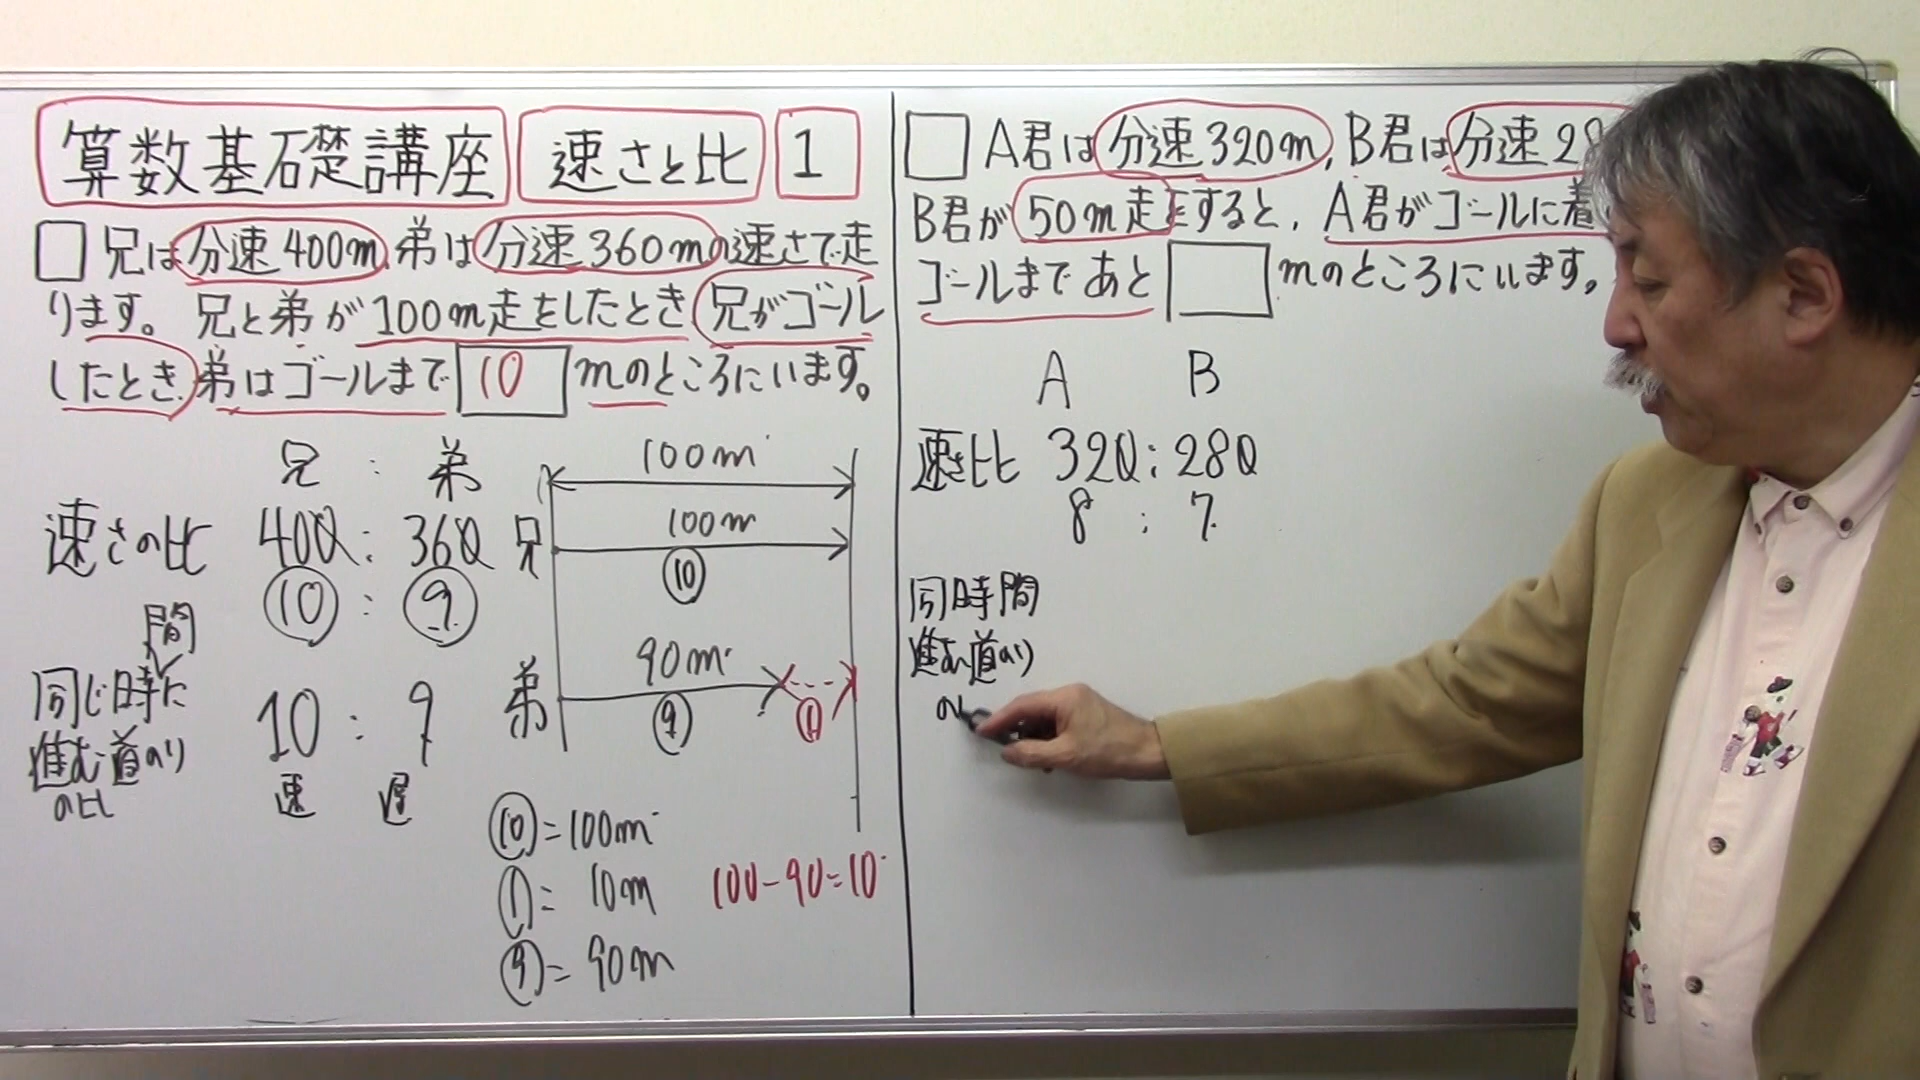 算数基礎講座 速さと比 1
兄は分速400m、弟は分速360mの速さで走
ります。兄と弟が100m走をしたとき兄がゴール
したとき、弟はゴールまで10mのところにいます。
兄 : 弟
速さの比 400 : 360
10 : 9
間
同じ時に
進む道のり
の比
10 : 9
速 遅
100m
兄 100m
⑩
弟 90m
⑨ ①
⑩=100m
①= 10m
⑨= 90m
100-90=10
A君は分速320m, B君は分速28
B君が50m走をすると, A君がゴールに着
ゴールまであと mのところにいます。
A B
速さ比 320 : 280
8 : 7
同時間
進む道のり
の